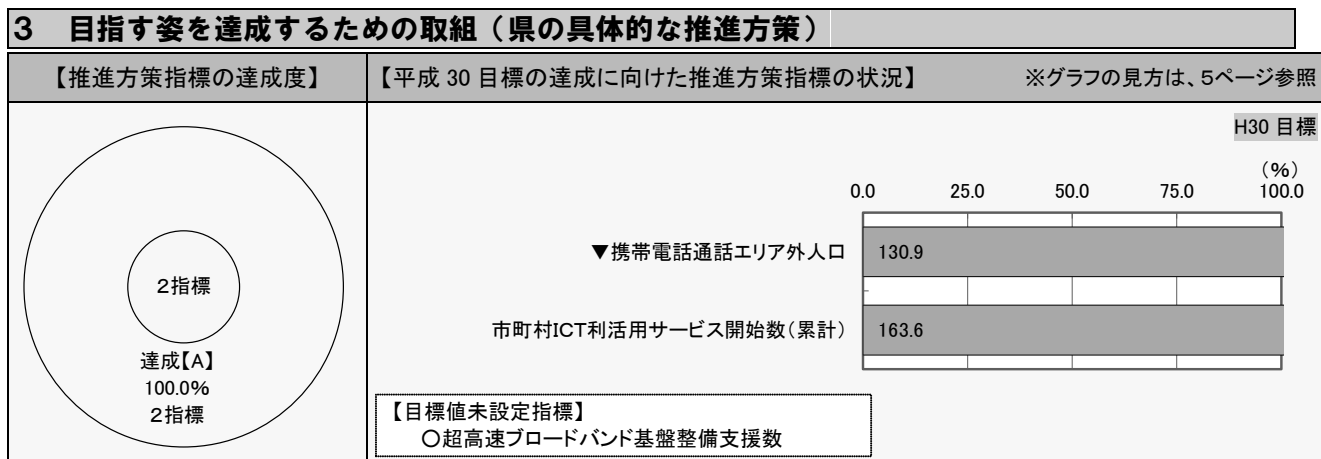 ３　目指す姿を達成するための取組（県の具体的な推進方策）
【推進方策指標の達成度】
【平成 30 目標の達成に向けた推進方策指標の状況】　※グラフの見方は、５ページ参照
２指標
達成【A】
100.0%
２指標
H30 目標
(%)
0.0 25.0 50.0 75.0 100.0
▼携帯電話通話エリア外人口 130.9
市町村ICT利活用サービス開始数(累計) 163.6
【目標値未設定指標】
○超高速ブロードバンド基盤整備支援数